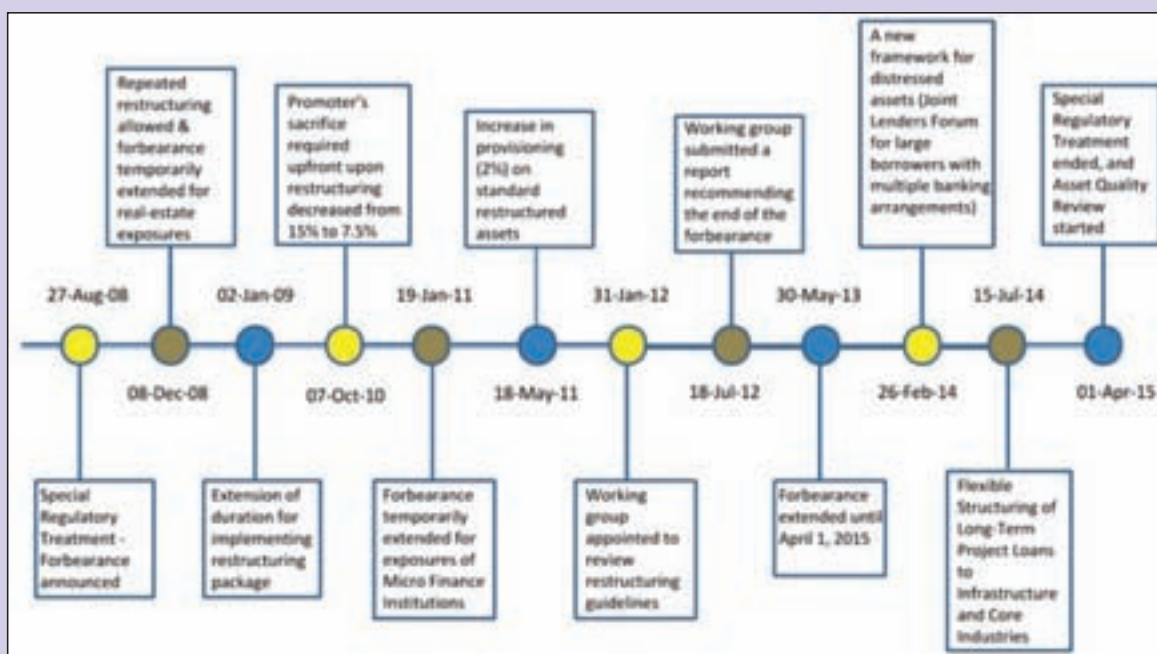 Repeated
restructuring
allowed &
forbearance
temporarily
extended for
real-estate
exposures
Promoter's
sacrifice
required
upfront upon
restructuring
decreased from
15% to 7.5%
Increase in
provisioning
(2%) on
standard
restructured
assets
Working group
submitted a
report
recommending
the end of the
forbearance
A new
framework for
distressed
assets (Joint
Lenders Forum
for large
borrowers with
multiple banking
arrangements)
Special
Regulatory
Treatment
ended, and
Asset Quality
Review
started
27-Aug-08
02-Jan-09
19-Jan-11
31-Jan-12
30-May-13
15-Jul-14
08-Dec-08
07-Oct-10
18-May-11
18-Jul-12
26-Feb-14
01-Apr-15
Special
Regulatory
Treatment -
Forbearance
announced
Extension of
duration for
implementing
restructuring
package
Forbearance
temporarily
extended for
exposures of
Micro Finance
Institutions
Working
group
appointed to
review
restructuring
guidelines
Forbearance
extended until
April 1, 2015
Flexible
Structuring of
Long-Term
Project Loans
to
Infrastructure
and Core
Industries